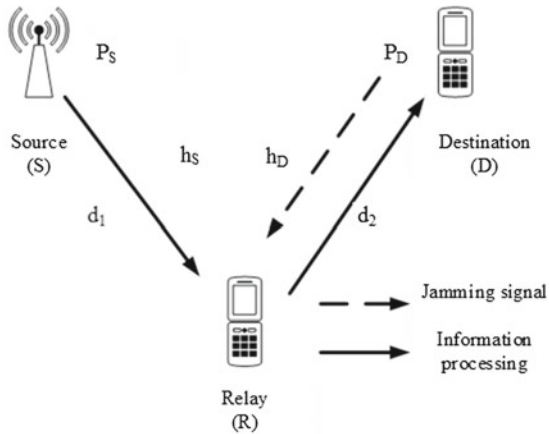 P_S
P_D
Source
(S)
Destination
(D)
h_S
h_D
d_1
d_2
Jamming signal
Information
processing
Relay
(R)